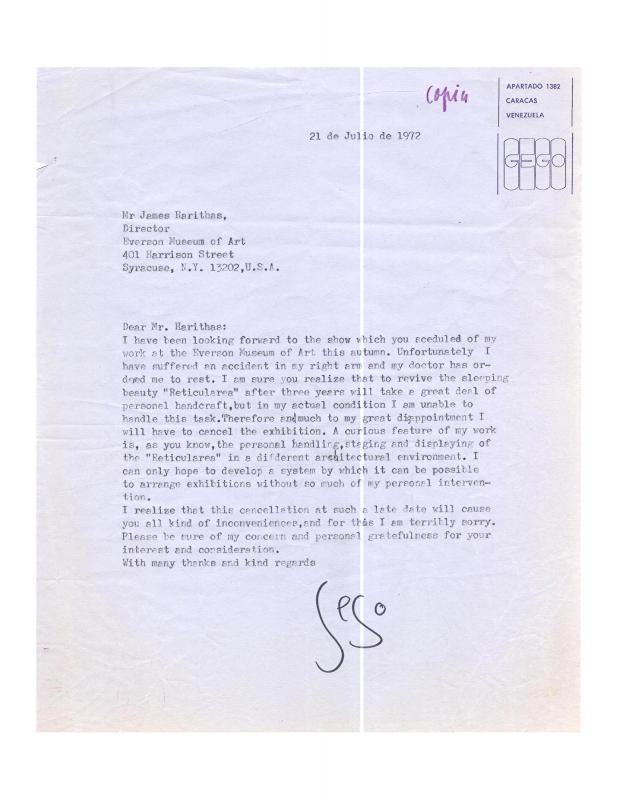 Copia
APARTADO 1382
CARACAS
VENEZUELA
GEGO
21 de Julio de 1972
Mr James Harithas,
Director
Everson Museum of Art
401 Harrison Street
Syracuse, N.Y. 13202,U.S.A.
Dear Mr. Harithas:
I have been looking forward to the show which you sceduled of my
work at the Everson Museum of Art this autumn. Unfortunately I
have suffered an accident in my right arm and my doctor has or-
dered me to rest. I am sure you realize that to revive the sleeping
beauty "Reticularea" after three years will take a great deal of
personal handcraft,but in my actual condition I am unable to
handle this task.Therefore and much to my great disppointment I
will have to cancel the exhibition. A curious feature of my work
is, as you know,the personal handling,staging and displaying of
the "Reticularea" in a different architectural environment. I
can only hope to develop a system by which it can be possible
to arrange exhibitions without so much of my personal interven-
tion.
I realize that this cancellation at such a late date will cause
you all kind of inconveniences,and for this I am terribly sorry.
Please be sure of my concern and personal gratefulness for your
interest and consideration.
With many thanks and kind regards
Gego